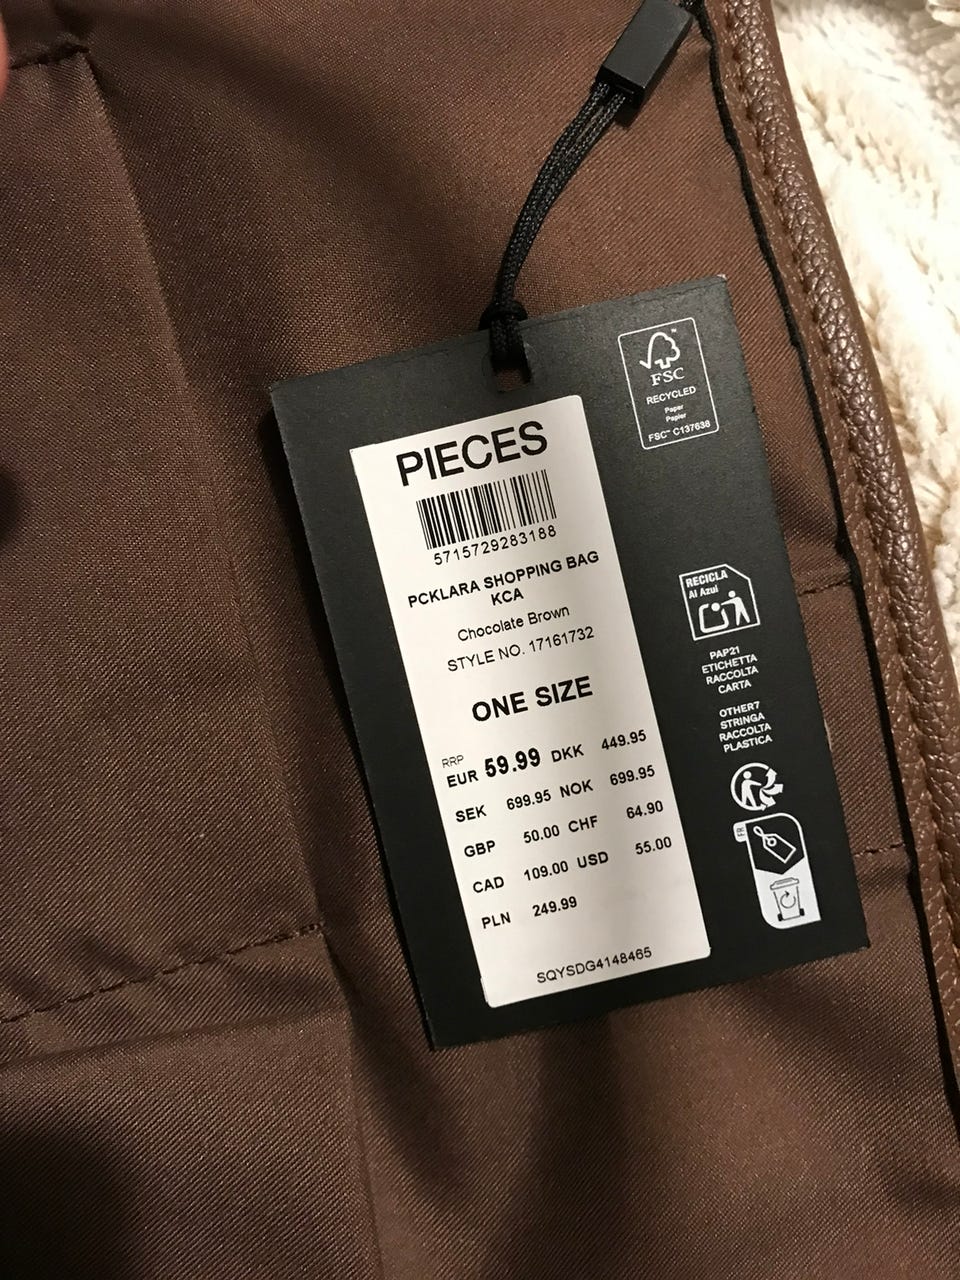 PIECES
5715729283188
PCKLARA SHOPPING BAG
KCA
Chocolate Brown
STYLE NO. 17161732
ONE SIZE
RRP
EUR 59.99 DKK 449.95
SEK 699.95 NOK 699.95
GBP 50.00 CHF 64.90
CAD 109.00 USD 55.00
PLN 249.99
SQYSDG4148465
FSC™
RECYCLED
Paper
Papier
FSC™ C137638
RECICLA
Al Azul
PAP21
ETICHETTA
RACCOLTA
CARTA
OTHER7
STRINGA
RACCOLTA
PLASTICA
FR